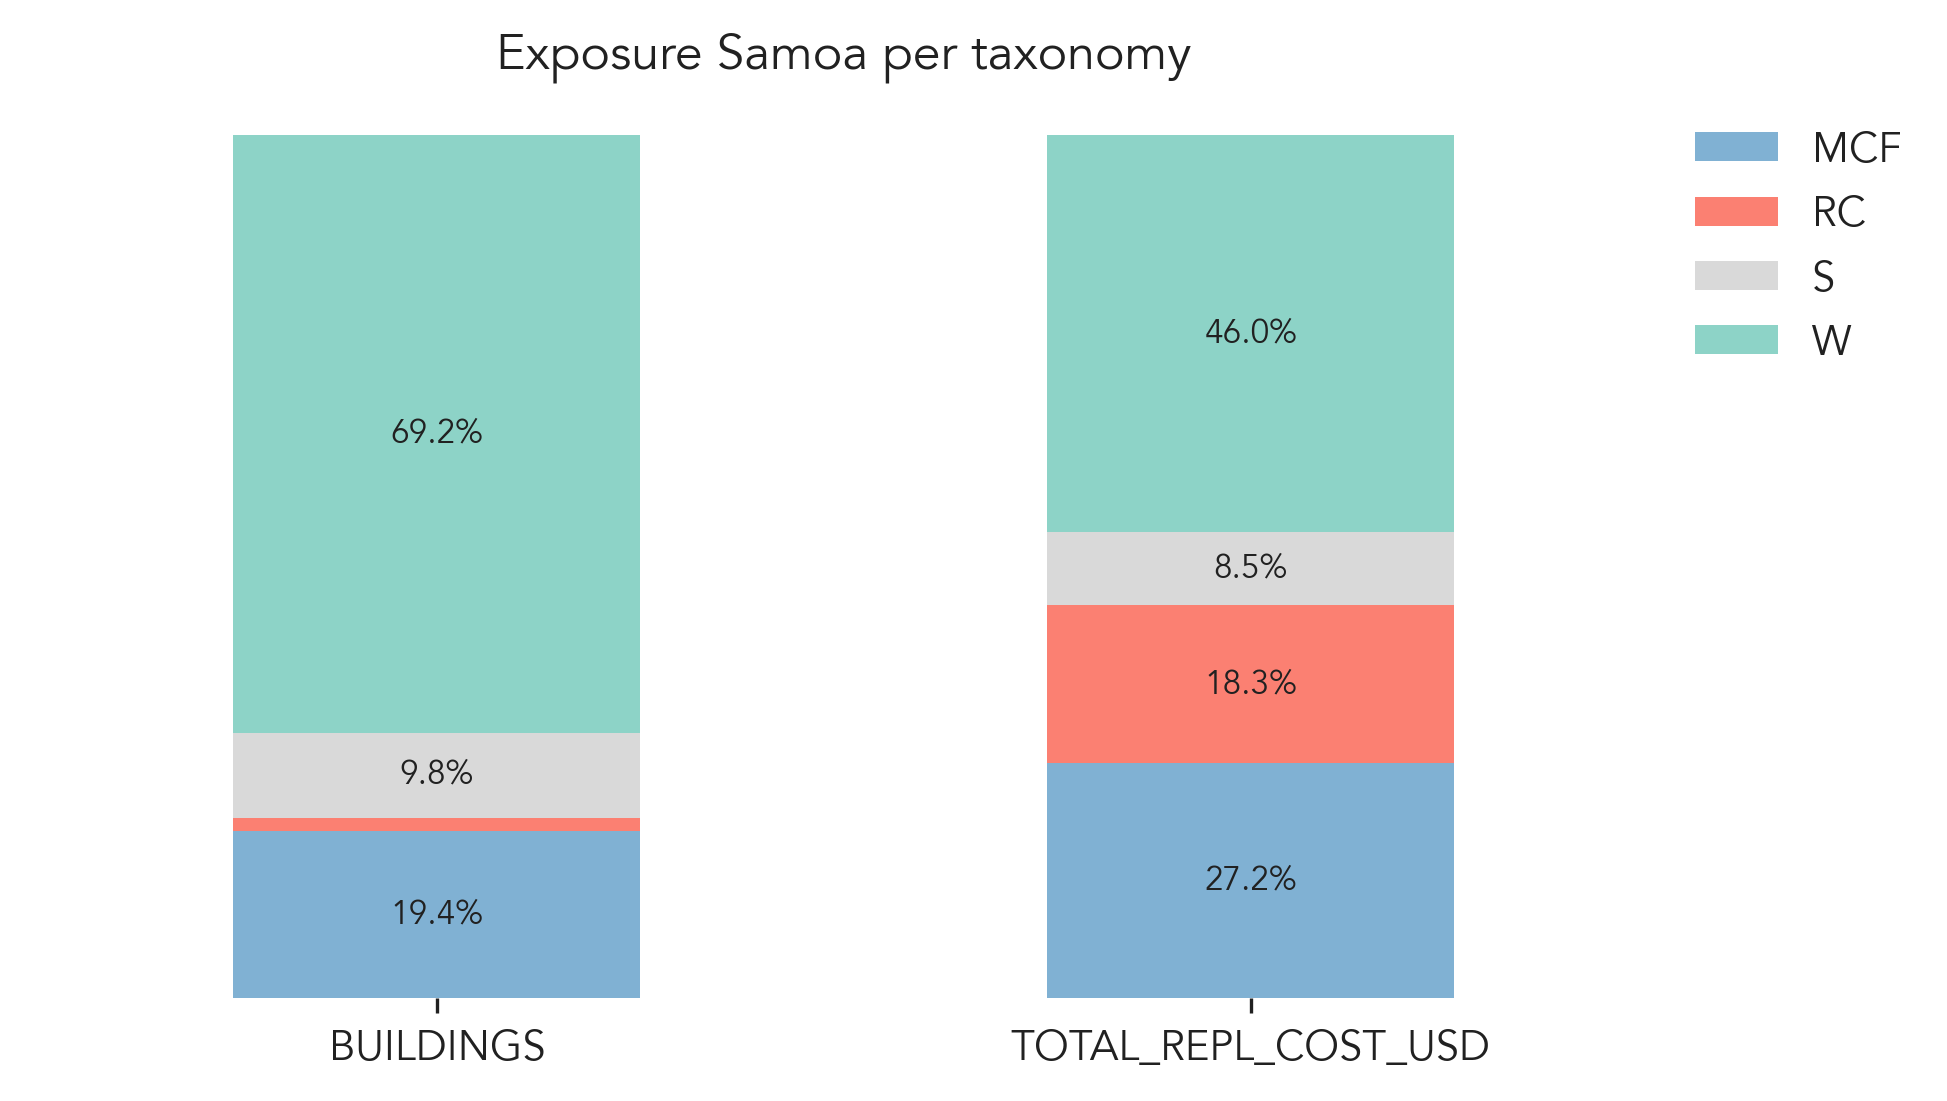 Exposure Samoa per taxonomy
MCF
RC
S
W
69.2%
9.8%
19.4%
46.0%
8.5%
18.3%
27.2%
BUILDINGS
TOTAL_REPL_COST_USD